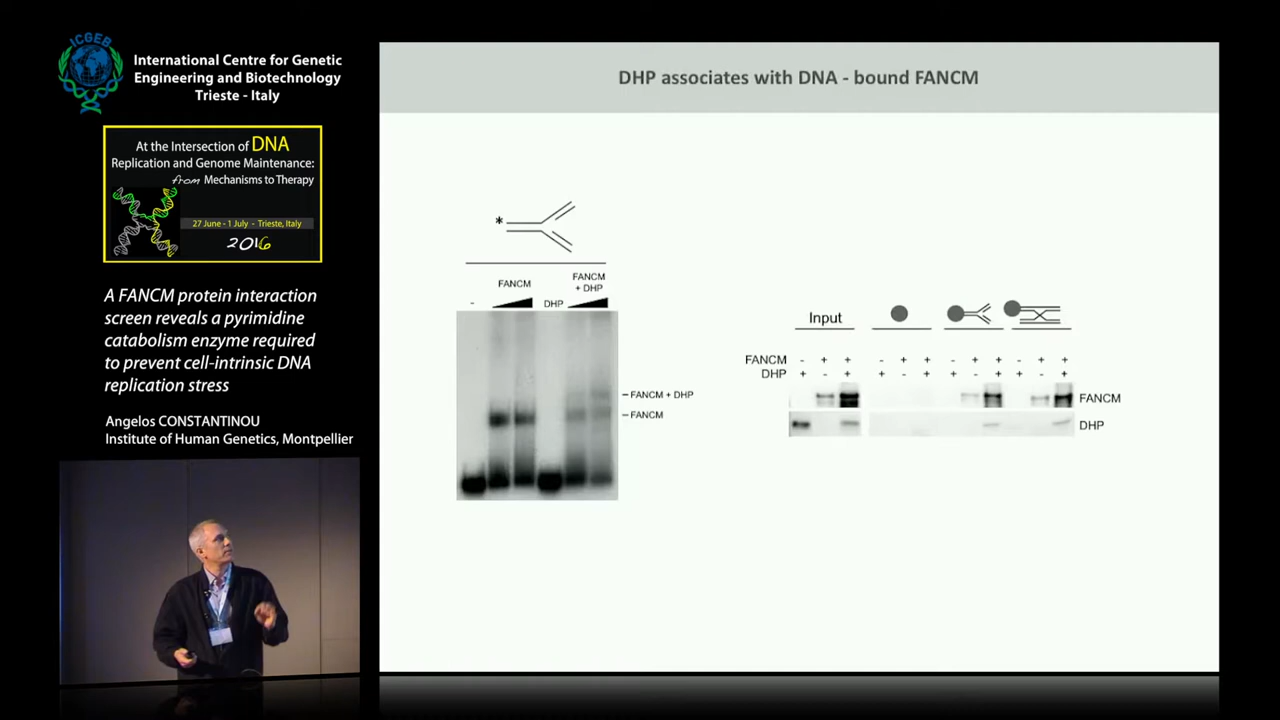 ICGEB
International Centre for Genetic
Engineering and Biotechnology
Trieste - Italy
At the Intersection of DNA
Replication and Genome Maintenance:
from Mechanisms to Therapy
27 June - 1 July - Trieste, Italy
2016
A FANCM protein interaction
screen reveals a pyrimidine
catabolism enzyme required
to prevent cell-intrinsic DNA
replication stress
Angelos CONSTANTINOU
Institute of Human Genetics, Montpellier
DHP associates with DNA - bound FANCM
*
FANCM
FANCM
+ DHP
- DHP
FANCM + DHP
FANCM
Input
FANCM - + + - + + - + + - + +
DHP + - + + - + + - + + - +
FANCM
DHP